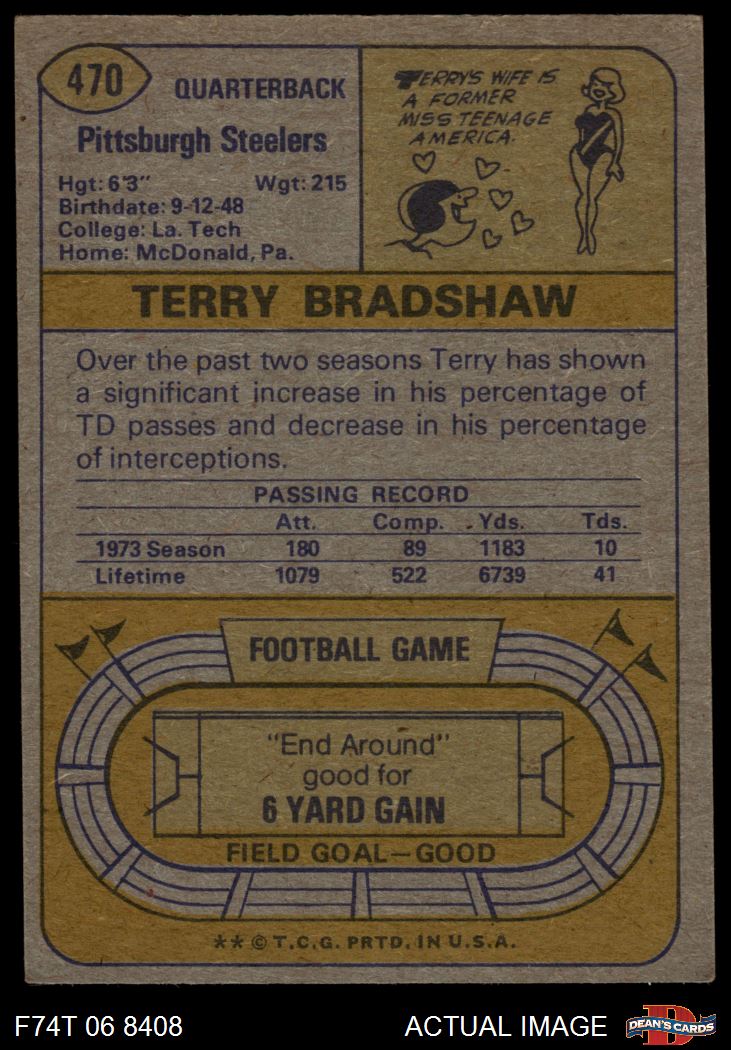 470
QUARTERBACK
Pittsburgh Steelers
Hgt: 6'3" Wgt: 215
Birthdate: 9-12-48
College: La. Tech
Home: McDonald, Pa.
TERRY'S WIFE IS
A FORMER
MISS TEENAGE
AMERICA.
TERRY BRADSHAW
Over the past two seasons Terry has shown
a significant increase in his percentage of
TD passes and decrease in his percentage
of interceptions.
PASSING RECORD
Att. Comp. Yds. Tds.
1973 Season 180 89 1183 10
Lifetime 1079 522 6739 41
FOOTBALL GAME
"End Around"
good for
6 YARD GAIN
FIELD GOAL—GOOD
** © T.C.G. PRTD. IN U.S.A.
F74T 06 8408 ACTUAL IMAGE
D
DEAN'S CARDS